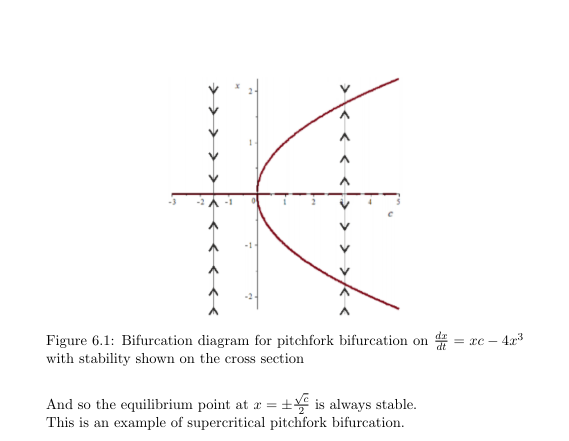 x
2
1
-3 -2 -1 0 1 2 3 4 5
c
-1
-2
Figure 6.1: Bifurcation diagram for pitchfork bifurcation on dx/dt = xc − 4x³
with stability shown on the cross section
And so the equilibrium point at x = ±√c/2 is always stable.
This is an example of supercritical pitchfork bifurcation.